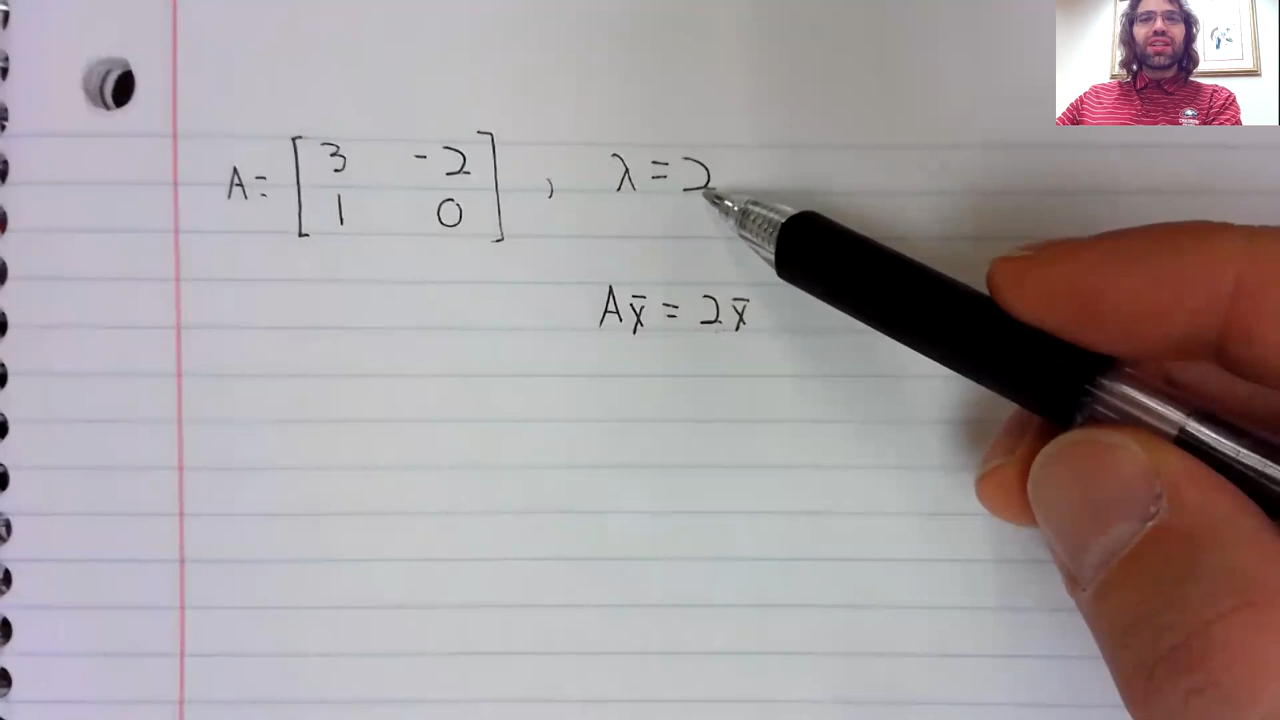 A = [ 3 -2 ] , λ = 2
[ 1 0 ]
Ax̄ = 2x̄